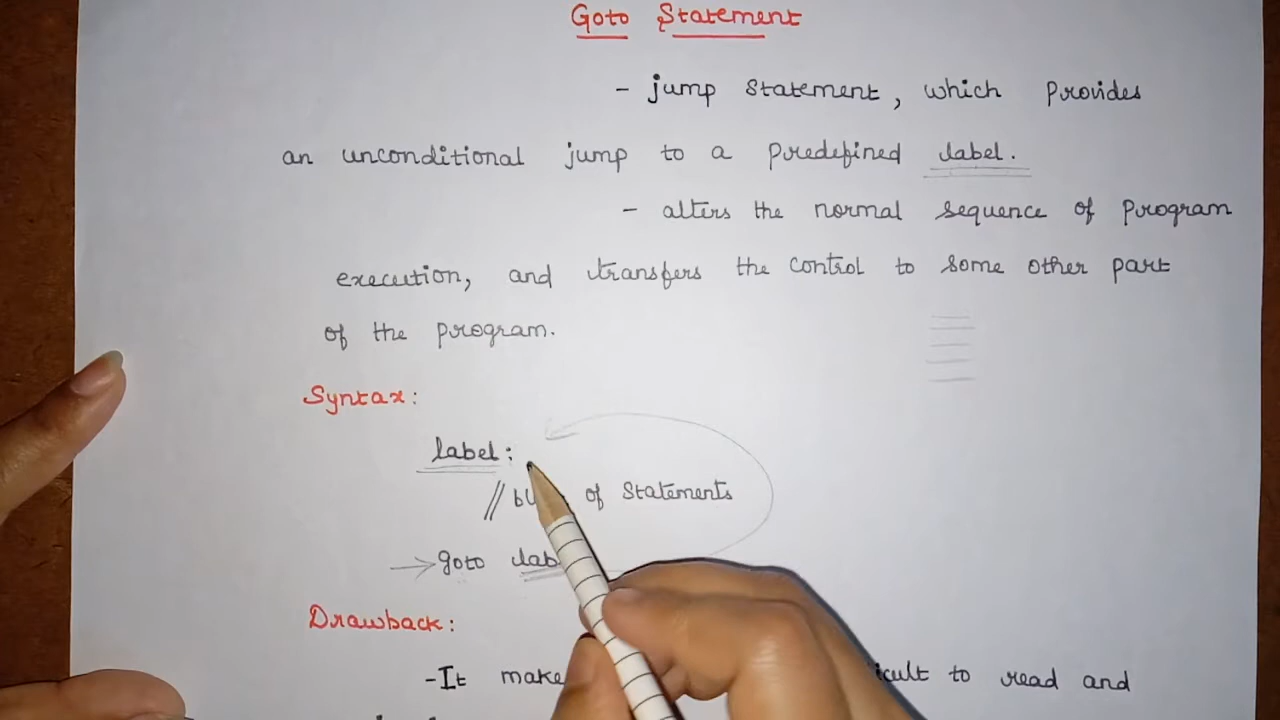 Goto Statement
- jump statement, which provides
an unconditional jump to a predefined label.
- alters the normal sequence of program
execution, and transfers the control to some other part
of the program.
Syntax:
label:
// of statements
→ goto
Drawback:
- It to read and